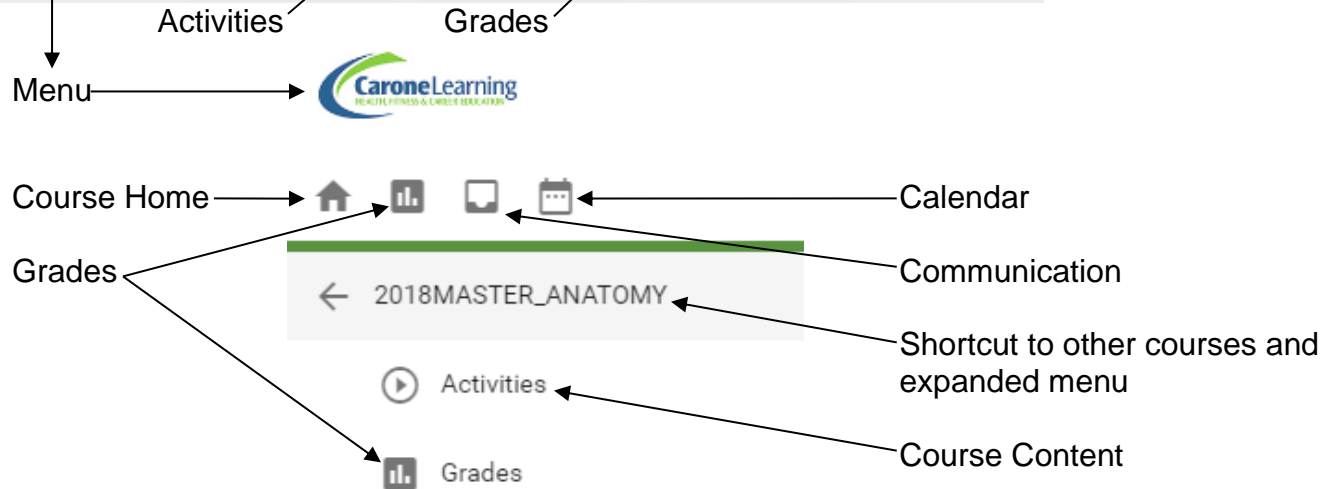 Activities Grades
Menu
CaroneLearning
HEALTH, FITNESS & CAREER EDUCATION
Course Home
Calendar
Grades
Communication
2018MASTER_ANATOMY
Shortcut to other courses and
expanded menu
Activities
Course Content
Grades